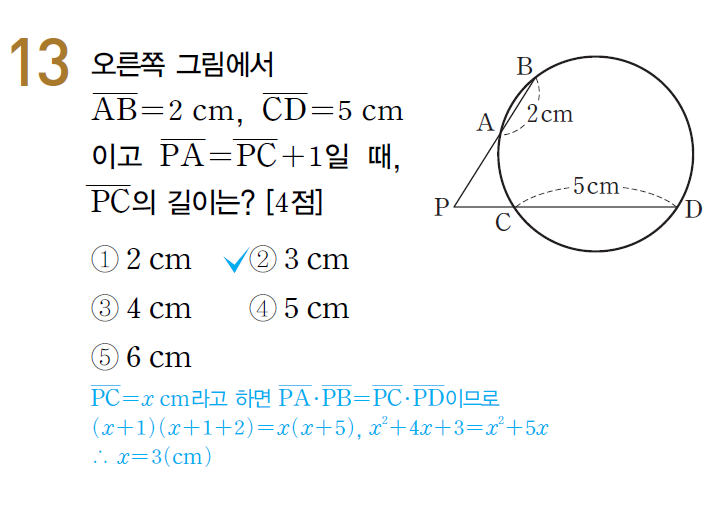 13 오른쪽 그림에서
AB=2 cm, CD=5 cm
이고 PA=PC+1일 때,
PC의 길이는? [4점]
① 2 cm ② 3 cm
③ 4 cm ④ 5 cm
⑤ 6 cm
PC=x cm라고 하면 PA·PB=PC·PD이므로
(x+1)(x+1+2)=x(x+5), x²+4x+3=x²+5x
∴ x=3(cm)
B
A 2cm
5cm
P C D